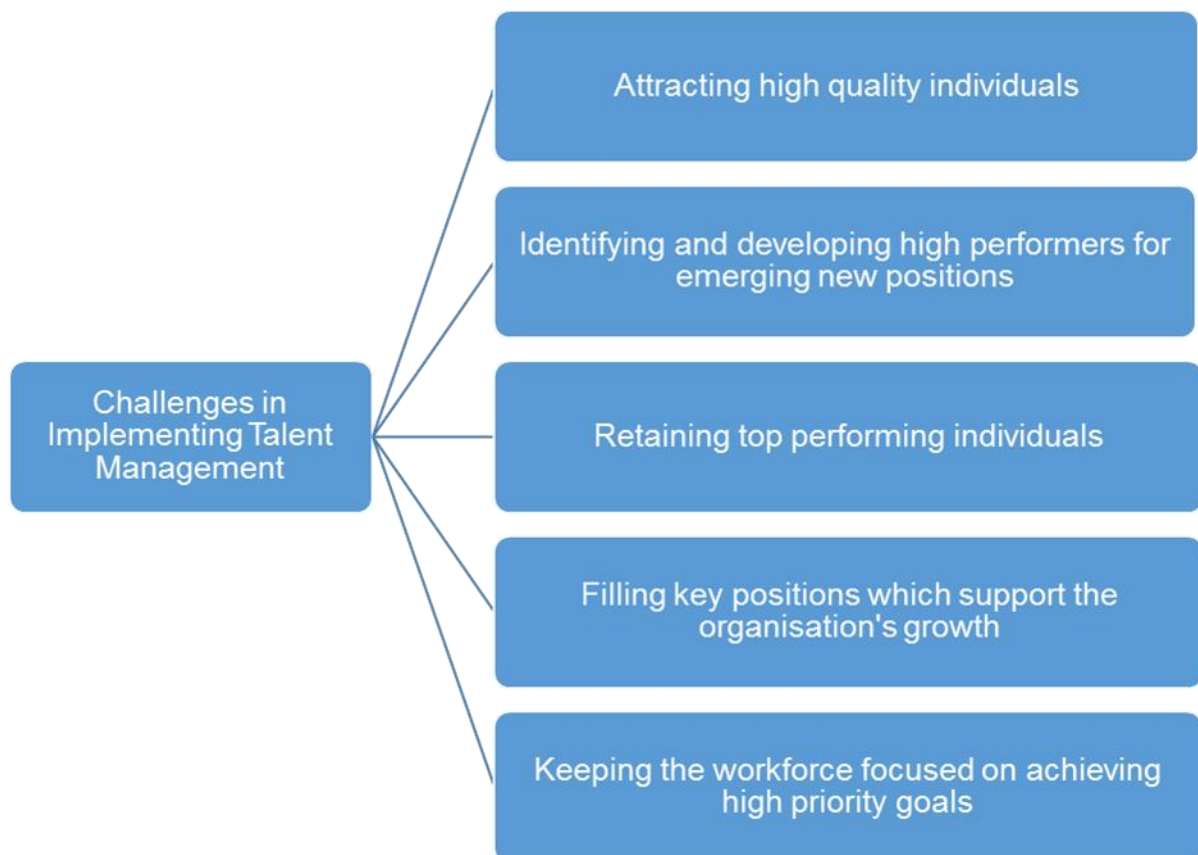 Attracting high quality individuals
Identifying and developing high performers for
emerging new positions
Challenges in
Implementing Talent
Management
Retaining top performing individuals
Filling key positions which support the
organisation's growth
Keeping the workforce focused on achieving
high priority goals